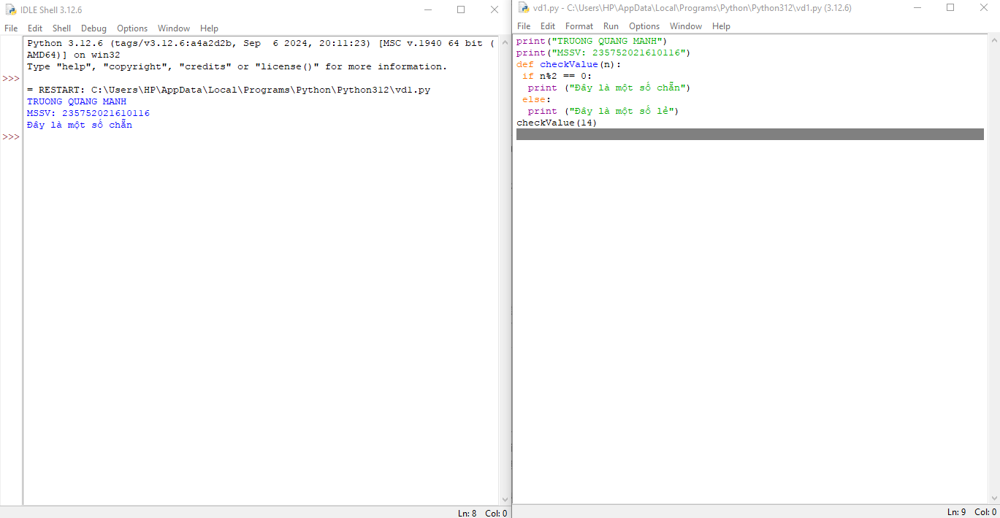 IDLE Shell 3.12.6
File Edit Shell Debug Options Window Help
Python 3.12.6 (tags/v3.12.6:a4a2d2b, Sep  6 2024, 20:11:23) [MSC v.1940 64 bit (
AMD64)] on win32
Type "help", "copyright", "credits" or "license()" for more information.
>>>
= RESTART: C:\Users\HP\AppData\Local\Programs\Python\Python312\vd1.py
TRUONG QUANG MANH
MSSV: 235752021610116
Đây là một số chẵn
>>>
Ln: 8 Col: 0
vd1.py - C:\Users\HP\AppData\Local\Programs\Python\Python312\vd1.py (3.12.6)
File Edit Format Run Options Window Help
print("TRUONG QUANG MANH")
print("MSSV: 235752021610116")
def checkValue(n):
 if n%2 == 0:
  print ("Đây là một số chẵn")
 else:
  print ("Đây là một số lẻ")
checkValue(14)
Ln: 9 Col: 0